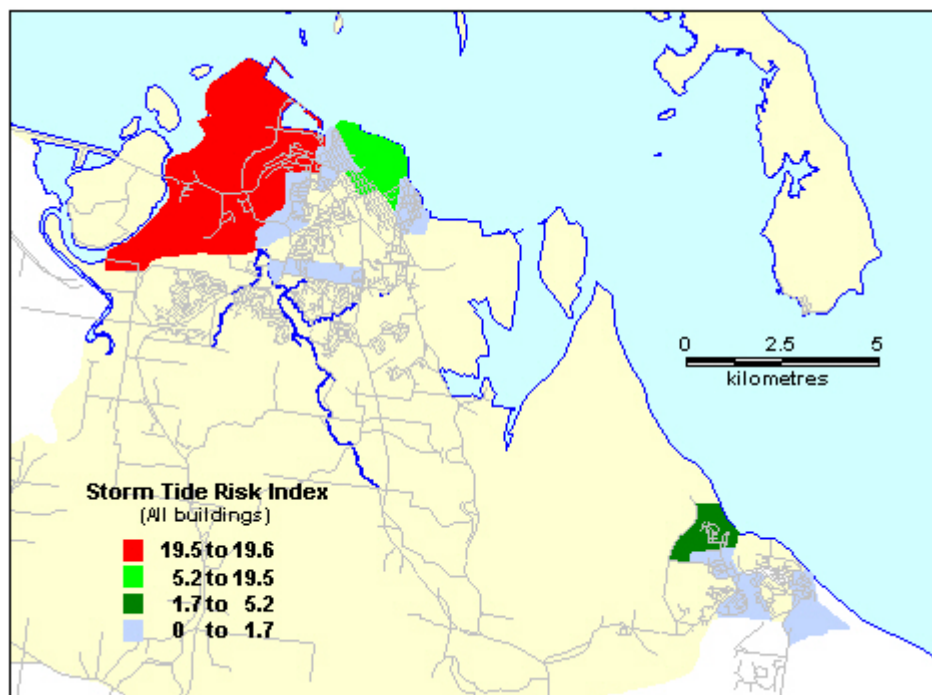 0 2.5 5
kilometres
Storm Tide Risk Index
(All buildings)
19.5 to 19.6
5.2 to 19.5
1.7 to 5.2
0 to 1.7